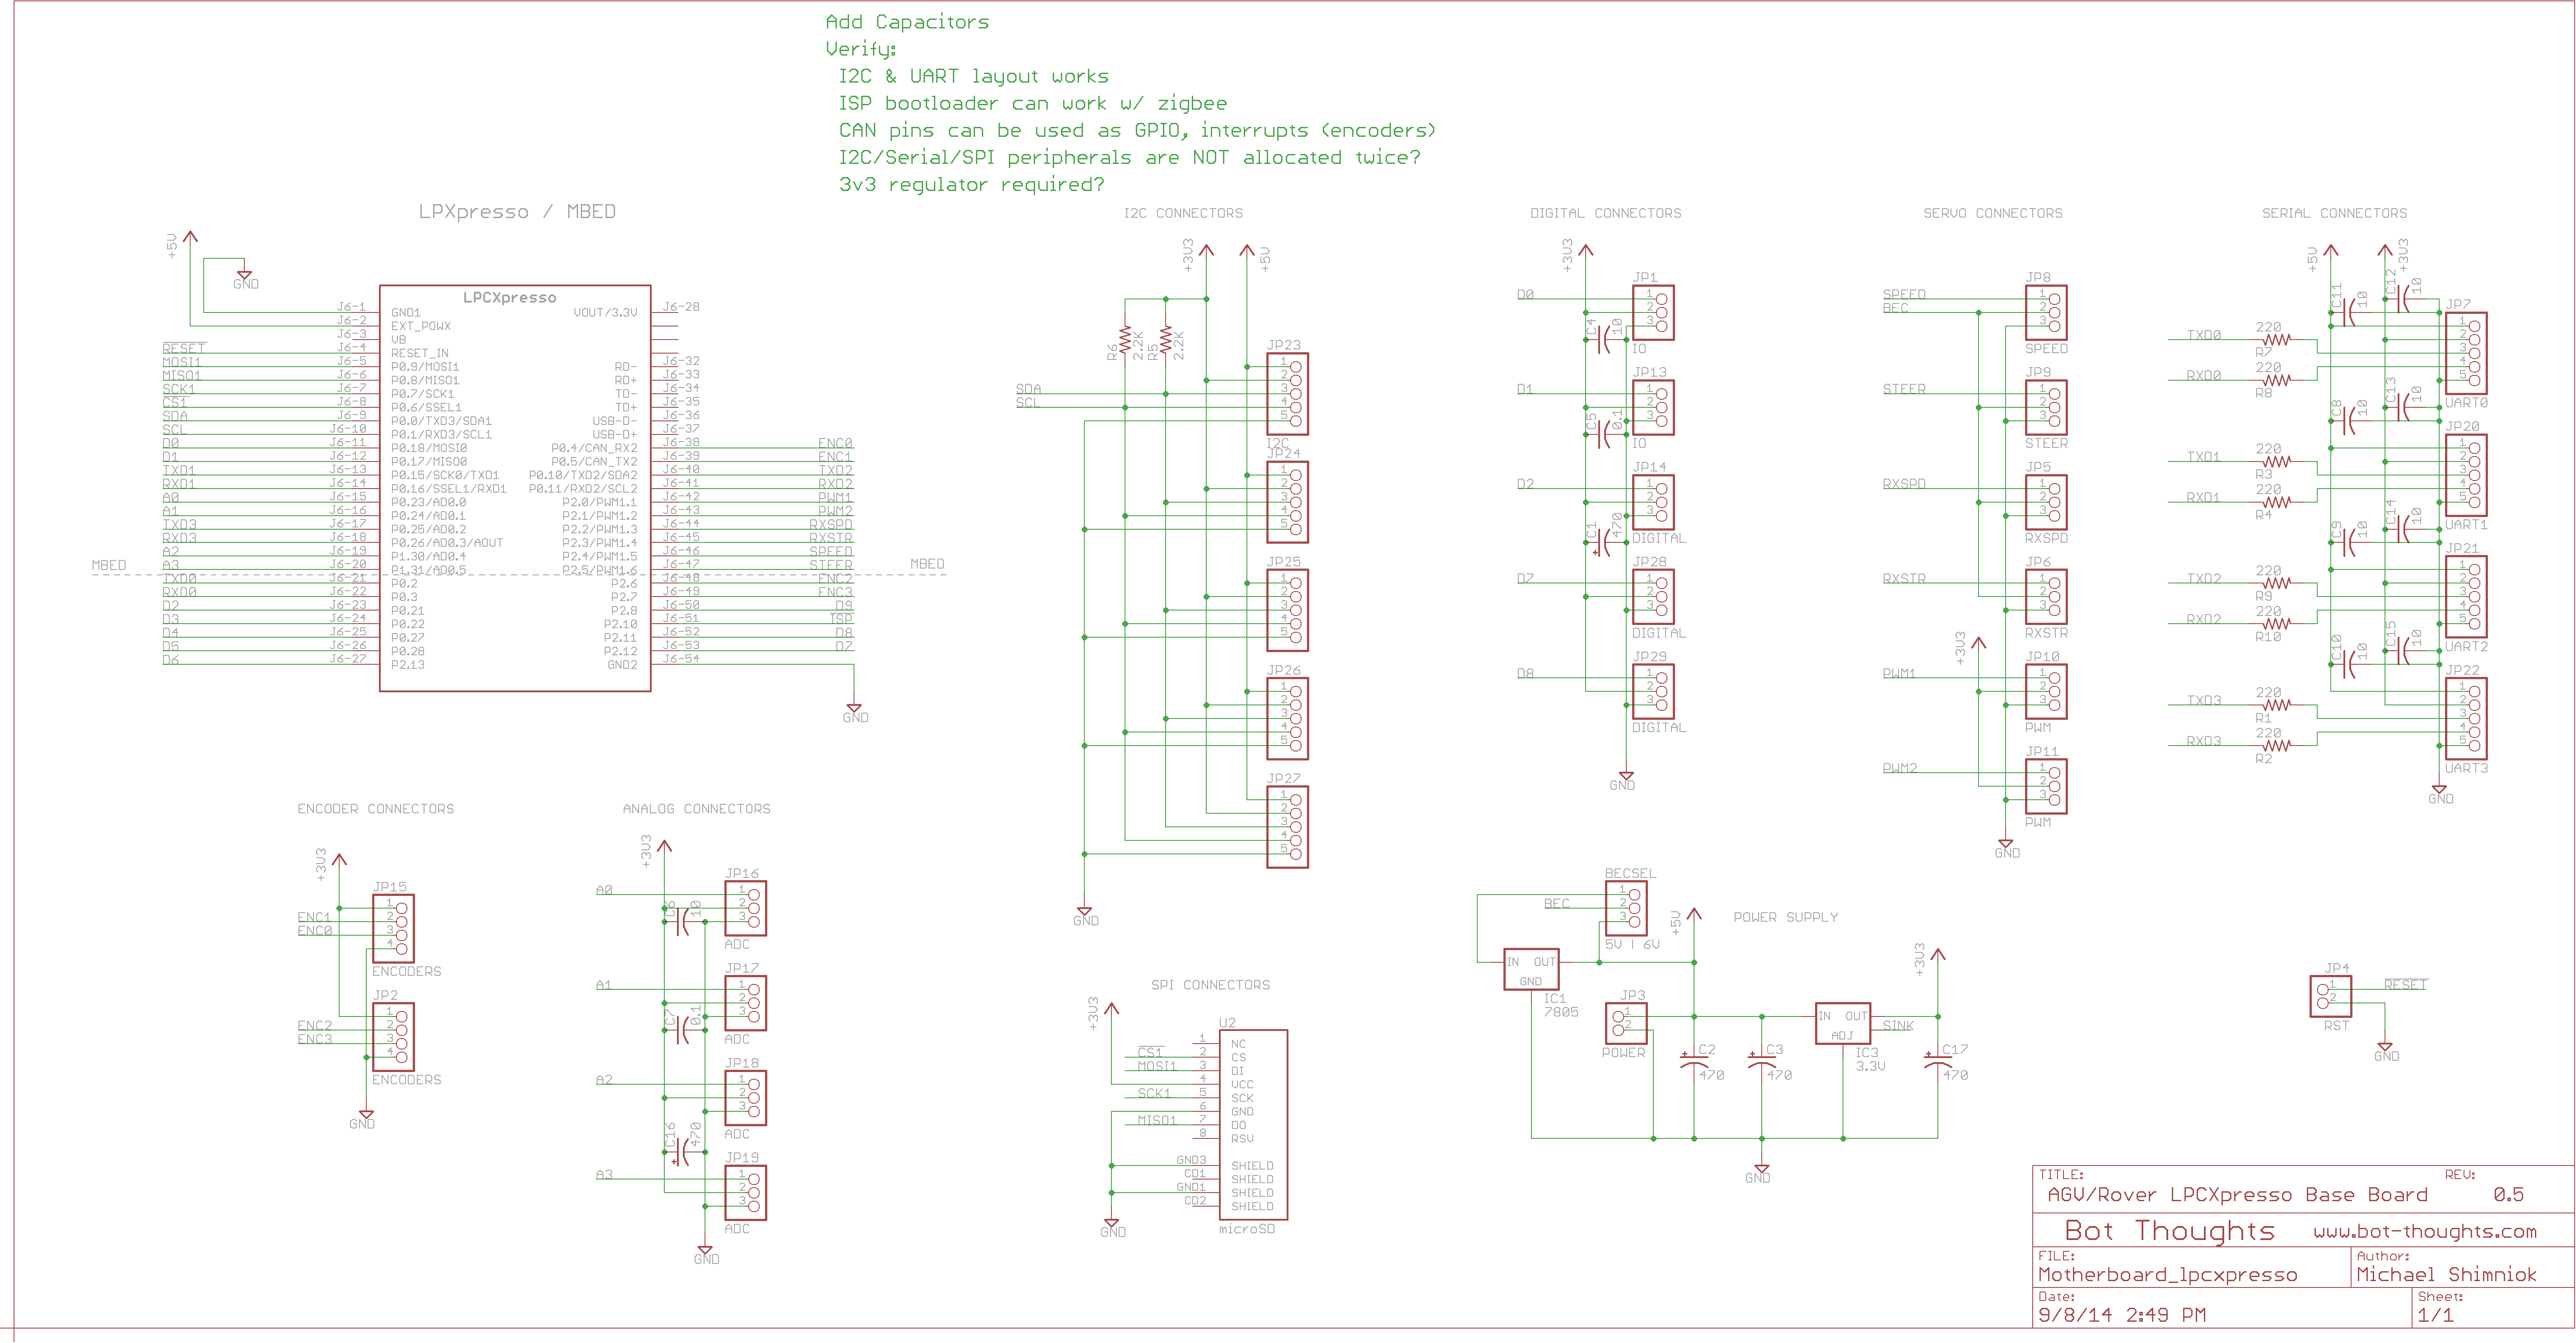 Add Capacitors
Verify:
I2C & UART layout works
ISP bootloader can work w/ zigbee
CAN pins can be used as GPIO, interrupts (encoders)
I2C/Serial/SPI peripherals are NOT allocated twice?
3v3 regulator required?
LPXpresso / MBED
+5V
GND
LPCXpresso
J6-1 GND1 VOUT/3.3V J6-28
J6-2 EXT_POWX
J6-3 VB
RESET J6-4 RESET_IN
MOSI1 J6-5 P0.9/MOSI1 RD- J6-32
MISO1 J6-6 P0.8/MISO1 RD+ J6-33
SCK1 J6-7 P0.7/SCK1 TD- J6-34
CS1 J6-8 P0.6/SSEL1 TD+ J6-35
SDA J6-9 P0.0/TXD3/SDA1 USB-D- J6-36
SCL J6-10 P0.1/RXD3/SCL1 USB-D+ J6-37
D0 J6-11 P0.18/MOSI0 P0.4/CAN_RX2 J6-38 ENC0
D1 J6-12 P0.17/MISO0 P0.5/CAN_TX2 J6-39 ENC1
TXD1 J6-13 P0.15/SCK0/TXD1 P0.10/TXD2/SDA2 J6-40 TXD2
RXD1 J6-14 P0.16/SSEL1/RXD1 P0.11/RXD2/SCL2 J6-41 RXD2
A0 J6-15 P0.23/AD0.0 P2.0/PWM1.1 J6-42 PWM1
A1 J6-16 P0.24/AD0.1 P2.1/PWM1.2 J6-43 PWM2
TXD3 J6-17 P0.25/AD0.2 P2.2/PWM1.3 J6-44 RXSPD
RXD3 J6-18 P0.26/AD0.3/AOUT P2.3/PWM1.4 J6-45 RXSTR
A2 J6-19 P1.30/AD0.4 P2.4/PWM1.5 J6-46 SPEED
MBED A3 J6-20 P1.31/AD0.5 P2.5/PWM1.6 J6-47 STEER MBED
TXD0 J6-21 P0.2 P2.6 J6-48 ENC2
RXD0 J6-22 P0.3 P2.7 J6-49 ENC3
D2 J6-23 P0.21 P2.8 J6-50 D9
D3 J6-24 P0.22 P2.10 J6-51 ISP
D4 J6-25 P0.27 P2.11 J6-52 D8
D5 J6-26 P0.28 P2.12 J6-53 D7
D6 J6-27 P2.13 GND2 J6-54
GND
I2C CONNECTORS
+3V3
+5V
R6 2.2K
R5 2.2K
SDA
SCL
JP23
1
2
3
4
5
I2C
JP24
1
2
3
4
5
JP25
1
2
3
4
5
JP26
1
2
3
4
5
JP27
1
2
3
4
5
GND
DIGITAL CONNECTORS
+3V3
D0
JP1
1
2
3
IO
C4 10
D1
JP13
1
2
3
IO
C5 0.1
D2
JP14
1
2
3
DIGITAL
C1 470
D7
JP28
1
2
3
DIGITAL
D8
JP29
1
2
3
DIGITAL
GND
SERVO CONNECTORS
SPEED
BEC
JP8
1
2
3
SPEED
STEER
JP9
1
2
3
STEER
RXSPD
JP5
1
2
3
RXSPD
RXSTR
JP6
1
2
3
RXSTR
+3V3
PWM1
JP10
1
2
3
PWM
PWM2
JP11
1
2
3
PWM
GND
SERIAL CONNECTORS
+5V
+3V3
C11 10
C12 10
JP7
1
2
3
4
5
UART0
TXD0
220
R7
RXD0
220
R8
C8 10
C13 10
JP20
1
2
3
4
5
UART1
TXD1
220
R3
RXD1
220
R4
C9 10
C14 10
JP21
1
2
3
4
5
UART2
TXD2
220
R9
RXD2
220
R10
C10 10
C15 10
JP22
1
2
3
4
5
UART3
TXD3
220
R1
RXD3
220
R2
GND
ENCODER CONNECTORS
+3V3
JP15
1
2
3
4
ENC1
ENC0
ENCODERS
JP2
1
2
3
4
ENC2
ENC3
ENCODERS
GND
ANALOG CONNECTORS
+3V3
A0
JP16
1
2
3
ADC
C6 10
A1
JP17
1
2
3
ADC
C7 0.1
A2
JP18
1
2
3
ADC
C16 470
A3
JP19
1
2
3
ADC
GND
SPI CONNECTORS
+3V3
U2
1 NC
CS1 2 CS
MOSI1 3 DI
4 VCC
SCK1 5 SCK
6 GND
MISO1 7 DO
8 RSV
GND3 SHIELD
CD1 SHIELD
GND1 SHIELD
CD2 SHIELD
microSD
GND
POWER SUPPLY
BECSEL
1
2
3
BEC
5V | 6V
+5V
IN OUT
GND
IC1
7805
JP3
1
2
POWER
C2
470
C3
470
IN OUT
ADJ
IC3
3.3V
SINK
+3V3
C17
470
GND
JP4
1
2
RST
RESET
GND
TITLE: REV:
AGV/Rover LPCXpresso Base Board 0.5
Bot Thoughts www.bot-thoughts.com
FILE: Author:
Motherboard_lpcxpresso Michael Shimniok
Date: Sheet:
9/8/14 2:49 PM 1/1